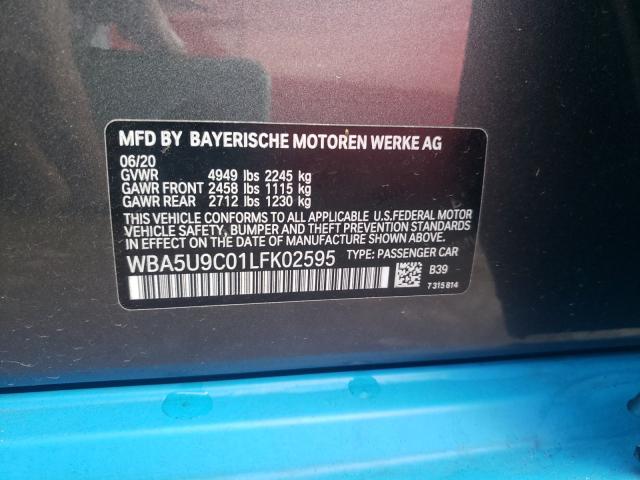 MFD BY BAYERISCHE MOTOREN WERKE AG
06/20
GVWR 4949 lbs 2245 kg
GAWR FRONT 2458 lbs 1115 kg
GAWR REAR 2712 lbs 1230 kg
THIS VEHICLE CONFORMS TO ALL APPLICABLE U.S.FEDERAL MOTOR
VEHICLE SAFETY, BUMPER, AND THEFT PREVENTION STANDARDS
IN EFFECT ON THE DATE OF MANUFACTURE SHOWN ABOVE.
WBA5U9C01LFK02595 TYPE: PASSENGER CAR
B39
7 315 814